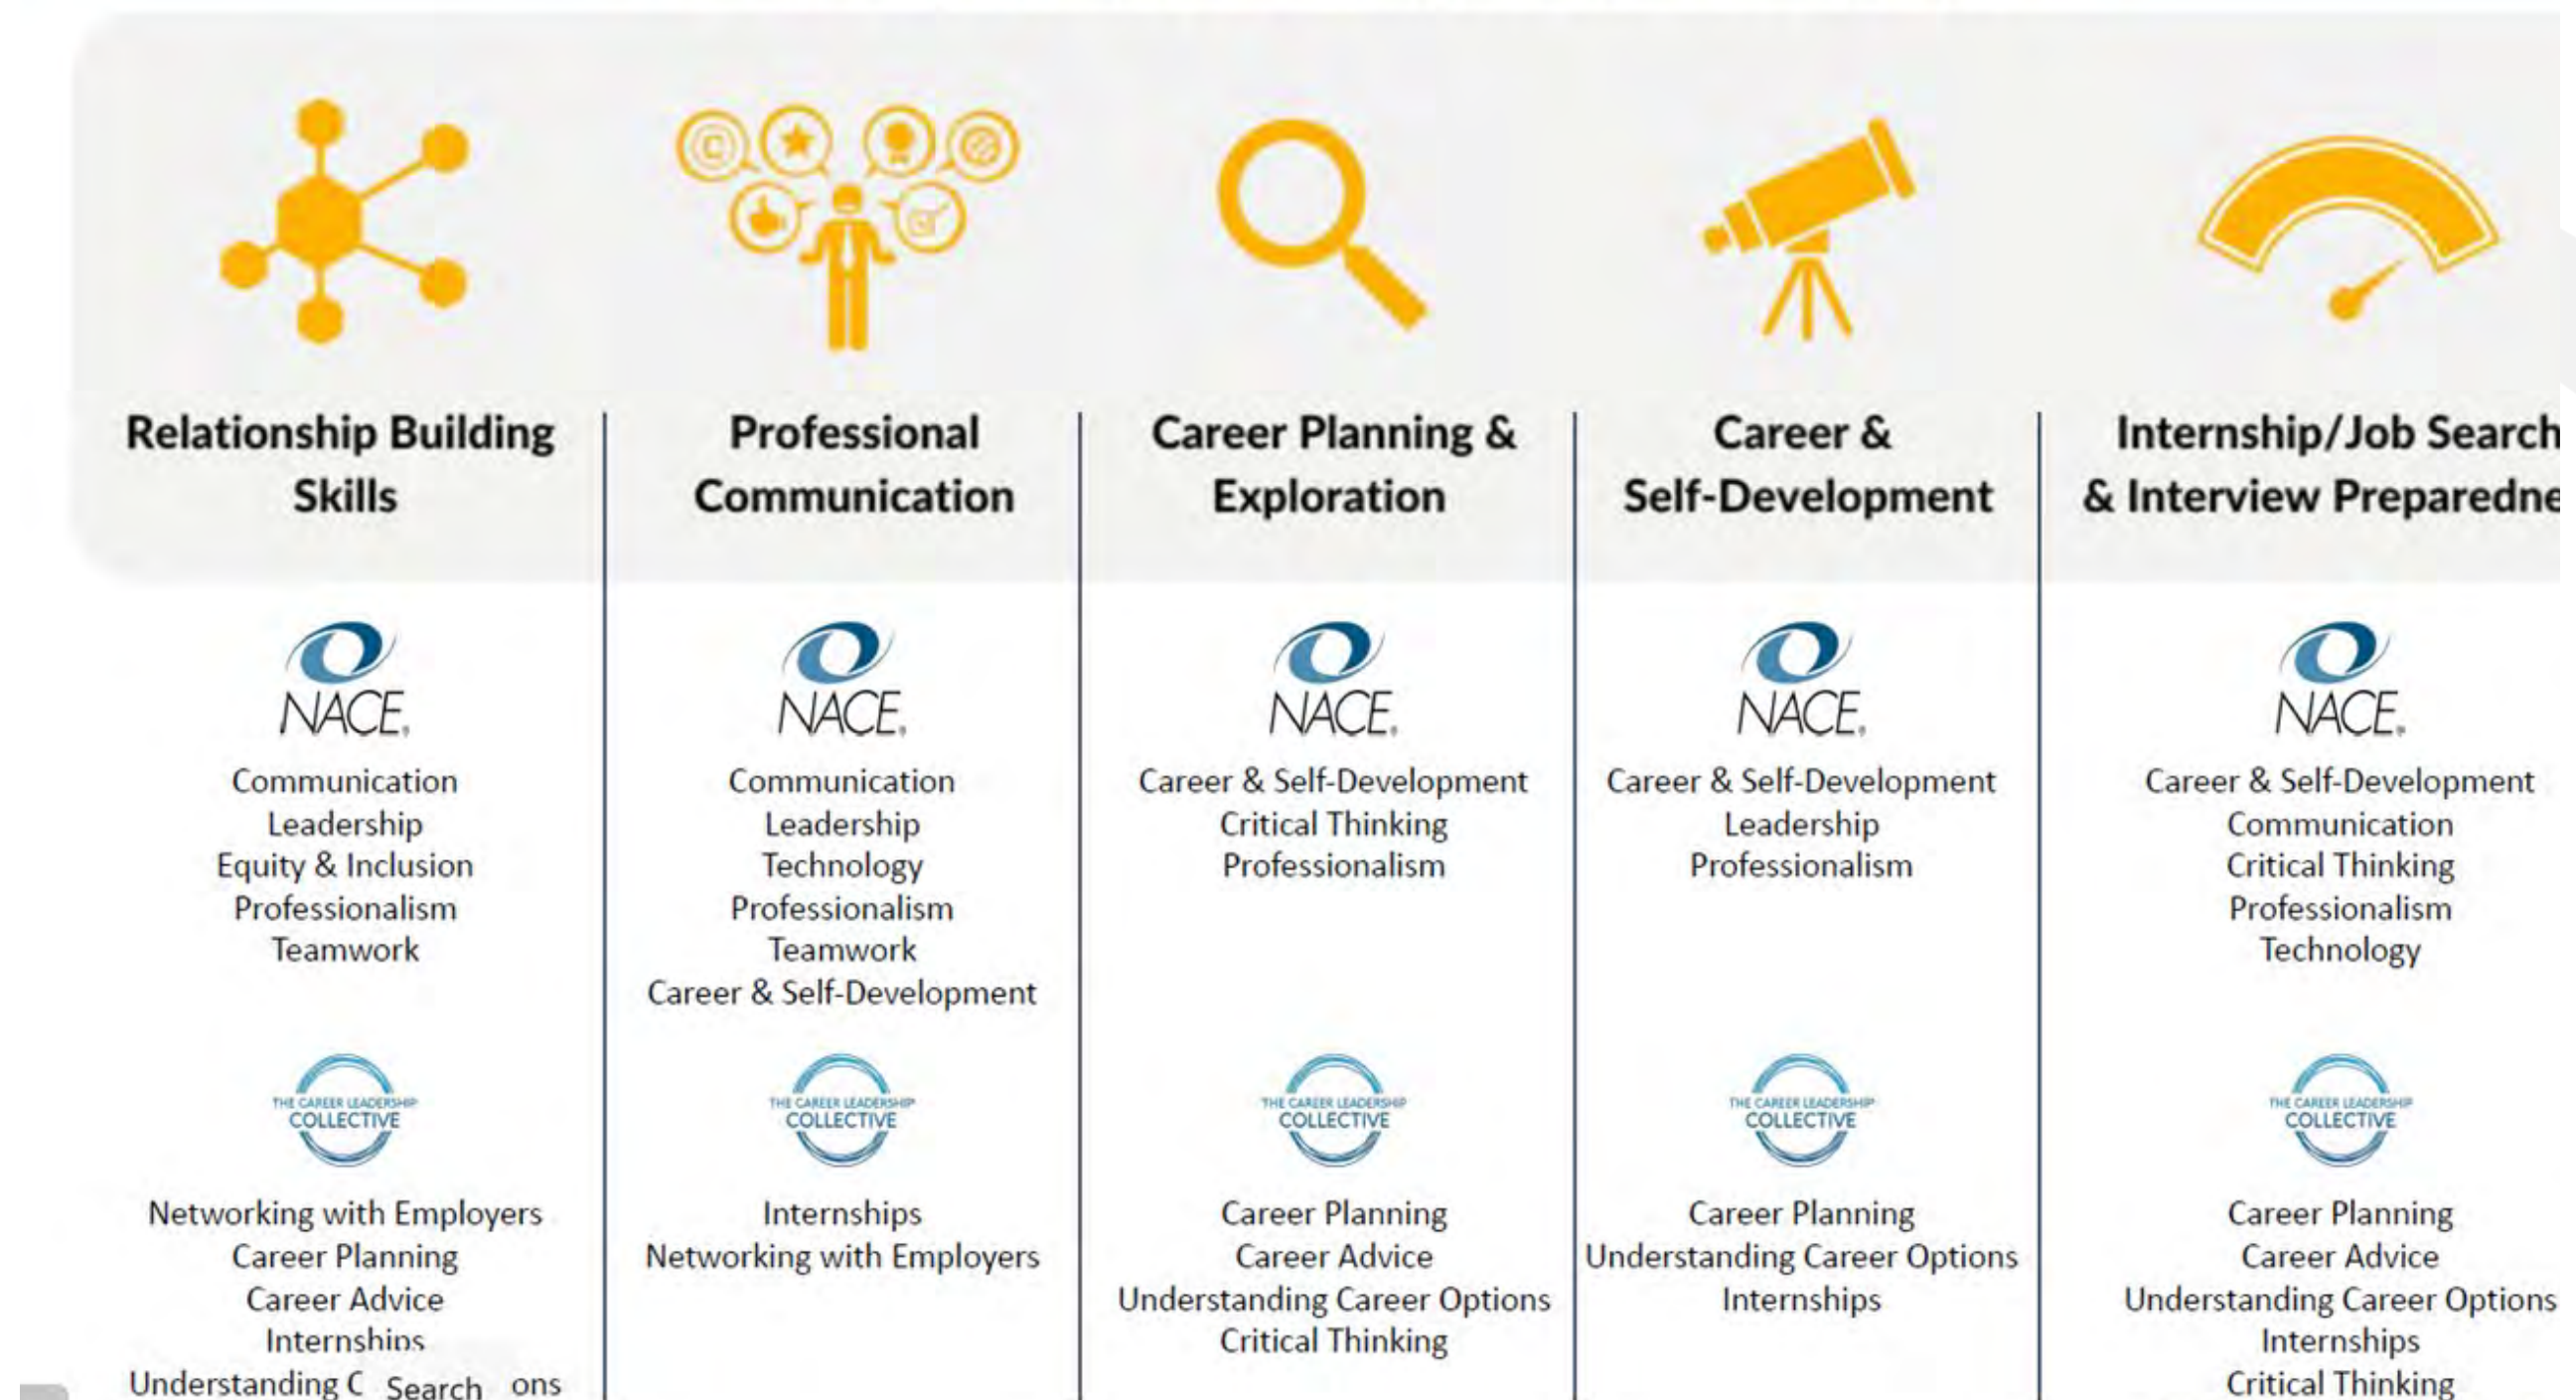 Relationship Building
Skills
NACE
Communication
Leadership
Equity & Inclusion
Professionalism
Teamwork
THE CAREER LEADERSHIP
COLLECTIVE
Networking with Employers
Career Planning
Career Advice
Internships
Understanding C
ons
Search
Professional
Communication
NACE
Communication
Leadership
Technology
Professionalism
Teamwork
Career & Self-Development
THE CAREER LEADERSHIP
COLLECTIVE
Internships
Networking with Employers
Career Planning &
Exploration
NACE
Career & Self-Development
Critical Thinking
Professionalism
THE CAREER LEADERSHIP
COLLECTIVE
Career Planning
Career Advice
Understanding Career Options
Critical Thinking
Career &
Self-Development
NACE
Career & Self-Development
Leadership
Professionalism
THE CAREER LEADERSHIP
COLLECTIVE
Career Planning
Understanding Career Options
Internships
Internship/Job Search
& Interview Preparedne
NACE
Career & Self-Development
Communication
Critical Thinking
Professionalism
Technology
THE CAREER LEADERSHIP
COLLECTIVE
Career Planning
Career Advice
Understanding Career Options
Internships
Critical Thinking